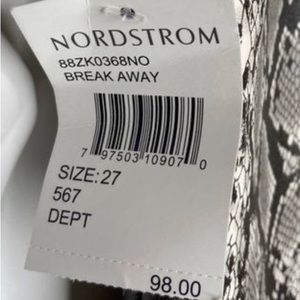 NORDSTROM
88ZK0368NO
BREAK AWAY
7 97503 10907 0
SIZE:27
567
DEPT
98.00